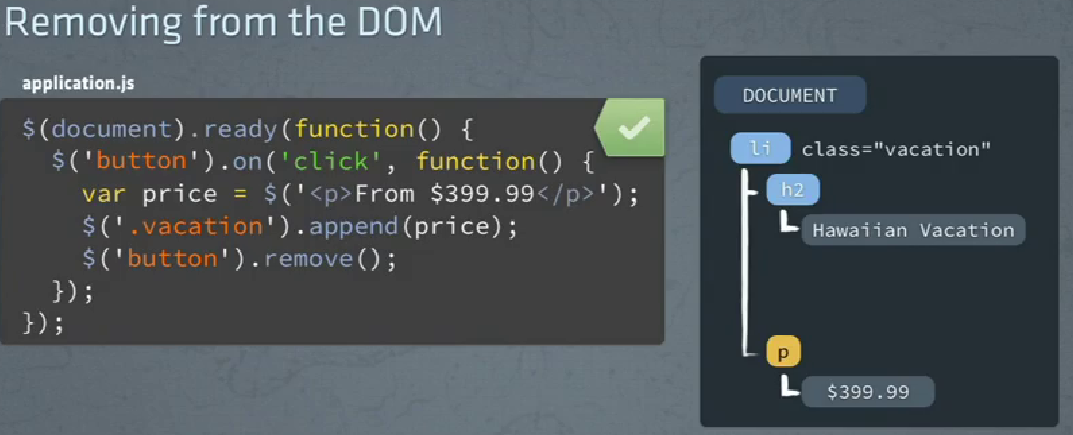 Removing from the DOM
application.js
$(document).ready(function() {
  $('button').on('click', function() {
    var price = $('<p>From $399.99</p>');
    $('.vacation').append(price);
    $('button').remove();
  });
});
DOCUMENT
li class="vacation"
h2
Hawaiian Vacation
p
$399.99